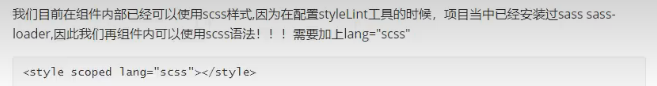 我们目前在组件内部已经可以使用scss样式,因为在配置styleLint工具的时候，项目当中已经安装过sass sass-
loader,因此我们再组件内可以使用scss语法！！！需要加上lang="scss"
<style scoped lang="scss"></style>